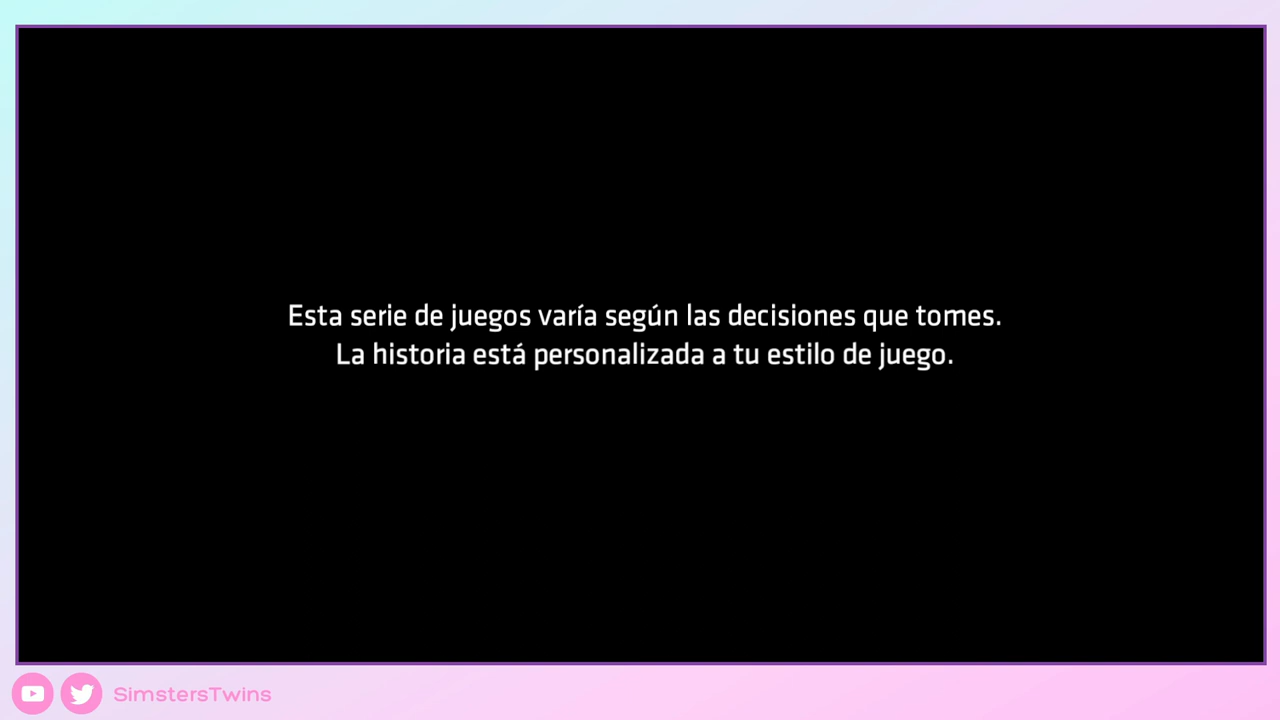 Esta serie de juegos varía según las decisiones que tomes.
La historia está personalizada a tu estilo de juego.
SimstersTwins